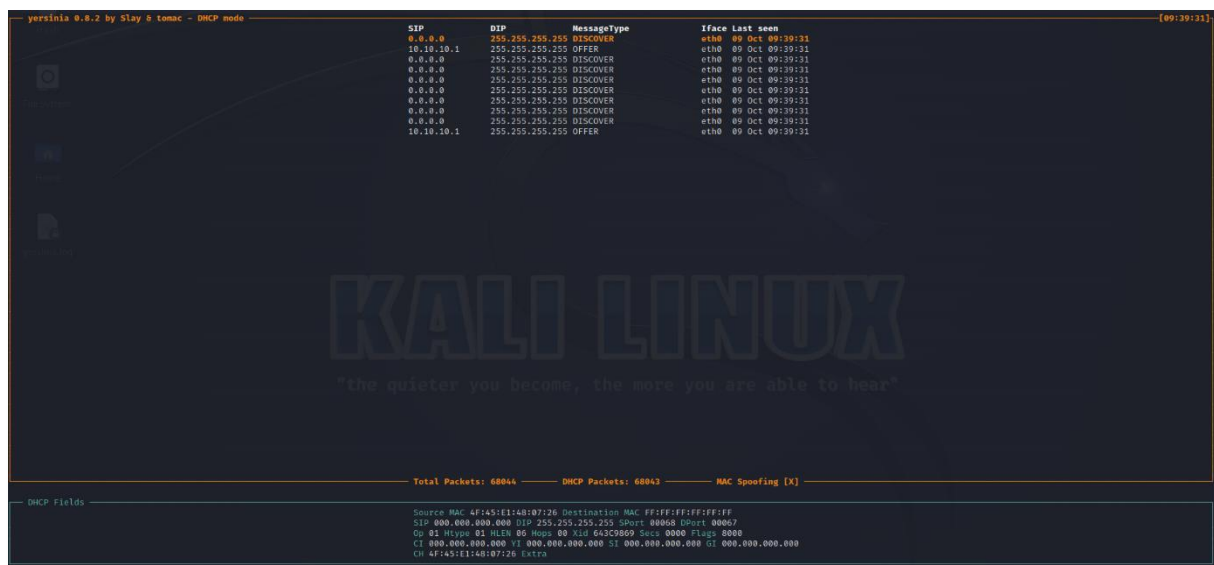 yersinia 0.8.2 by Slay & tomac - DHCP mode [09:39:31]
SIP DIP MessageType Iface Last seen
0.0.0.0 255.255.255.255 DISCOVER eth0 09 Oct 09:39:31
10.10.10.1 255.255.255.255 OFFER eth0 09 Oct 09:39:31
0.0.0.0 255.255.255.255 DISCOVER eth0 09 Oct 09:39:31
0.0.0.0 255.255.255.255 DISCOVER eth0 09 Oct 09:39:31
0.0.0.0 255.255.255.255 DISCOVER eth0 09 Oct 09:39:31
0.0.0.0 255.255.255.255 DISCOVER eth0 09 Oct 09:39:31
0.0.0.0 255.255.255.255 DISCOVER eth0 09 Oct 09:39:31
0.0.0.0 255.255.255.255 DISCOVER eth0 09 Oct 09:39:31
0.0.0.0 255.255.255.255 DISCOVER eth0 09 Oct 09:39:31
10.10.10.1 255.255.255.255 OFFER eth0 09 Oct 09:39:31
KALI LINUX
"the quieter you become, the more you are able to hear"
Total Packets: 68044 DHCP Packets: 68043 MAC Spoofing [X]
DHCP Fields
Source MAC 4F:45:E1:48:07:26 Destination MAC FF:FF:FF:FF:FF:FF
SIP 000.000.000.000 DIP 255.255.255.255 SPort 00068 DPort 00067
Op 01 Htype 01 HLEN 06 Hops 00 Xid 643C9869 Secs 0000 Flags 8000
CI 000.000.000.000 YI 000.000.000.000 SI 000.000.000.000 GI 000.000.000.000
CH 4F:45:E1:48:07:26 Extra